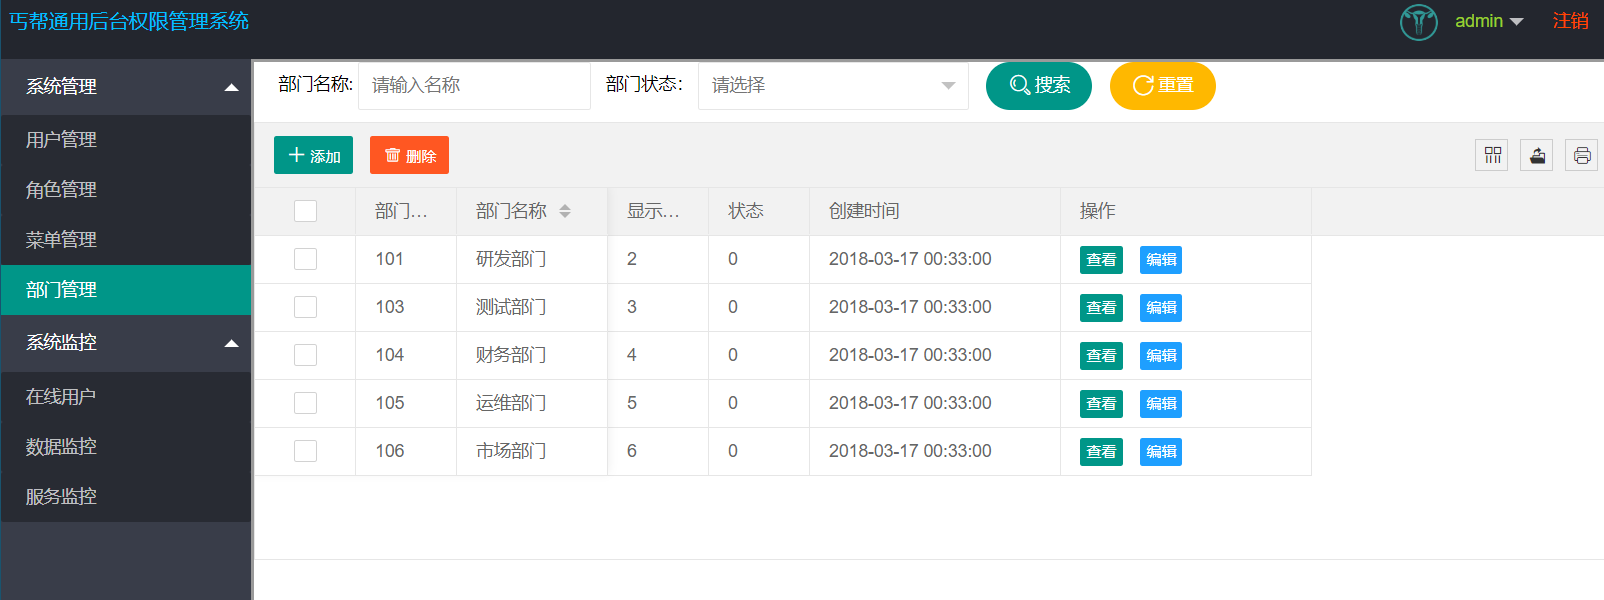 丐帮通用后台权限管理系统
admin
注销
系统管理
用户管理
角色管理
菜单管理
部门管理
系统监控
在线用户
数据监控
服务监控
部门名称: 请输入名称 部门状态: 请选择 搜索 重置
添加 删除
部门... 部门名称 显示... 状态 创建时间 操作
101 研发部门 2 0 2018-03-17 00:33:00 查看 编辑
103 测试部门 3 0 2018-03-17 00:33:00 查看 编辑
104 财务部门 4 0 2018-03-17 00:33:00 查看 编辑
105 运维部门 5 0 2018-03-17 00:33:00 查看 编辑
106 市场部门 6 0 2018-03-17 00:33:00 查看 编辑